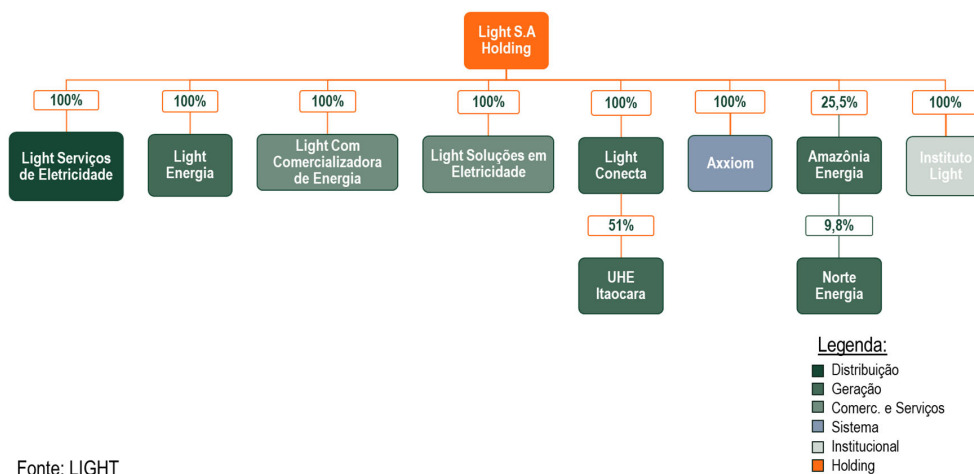 Light S.A
Holding
100%
100%
100%
100%
100%
100%
25,5%
100%
Light Serviços
de Eletricidade
Light
Energia
Light Com
Comercializadora
de Energia
Light Soluções em
Eletricidade
Light
Conecta
Axxiom
Amazônia
Energia
Instituto
Light
51%
9,8%
UHE
Itaocara
Norte
Energia
Legenda:
Distribuição
Geração
Comerc. e Serviços
Sistema
Institucional
Holding
Fonte: LIGHT